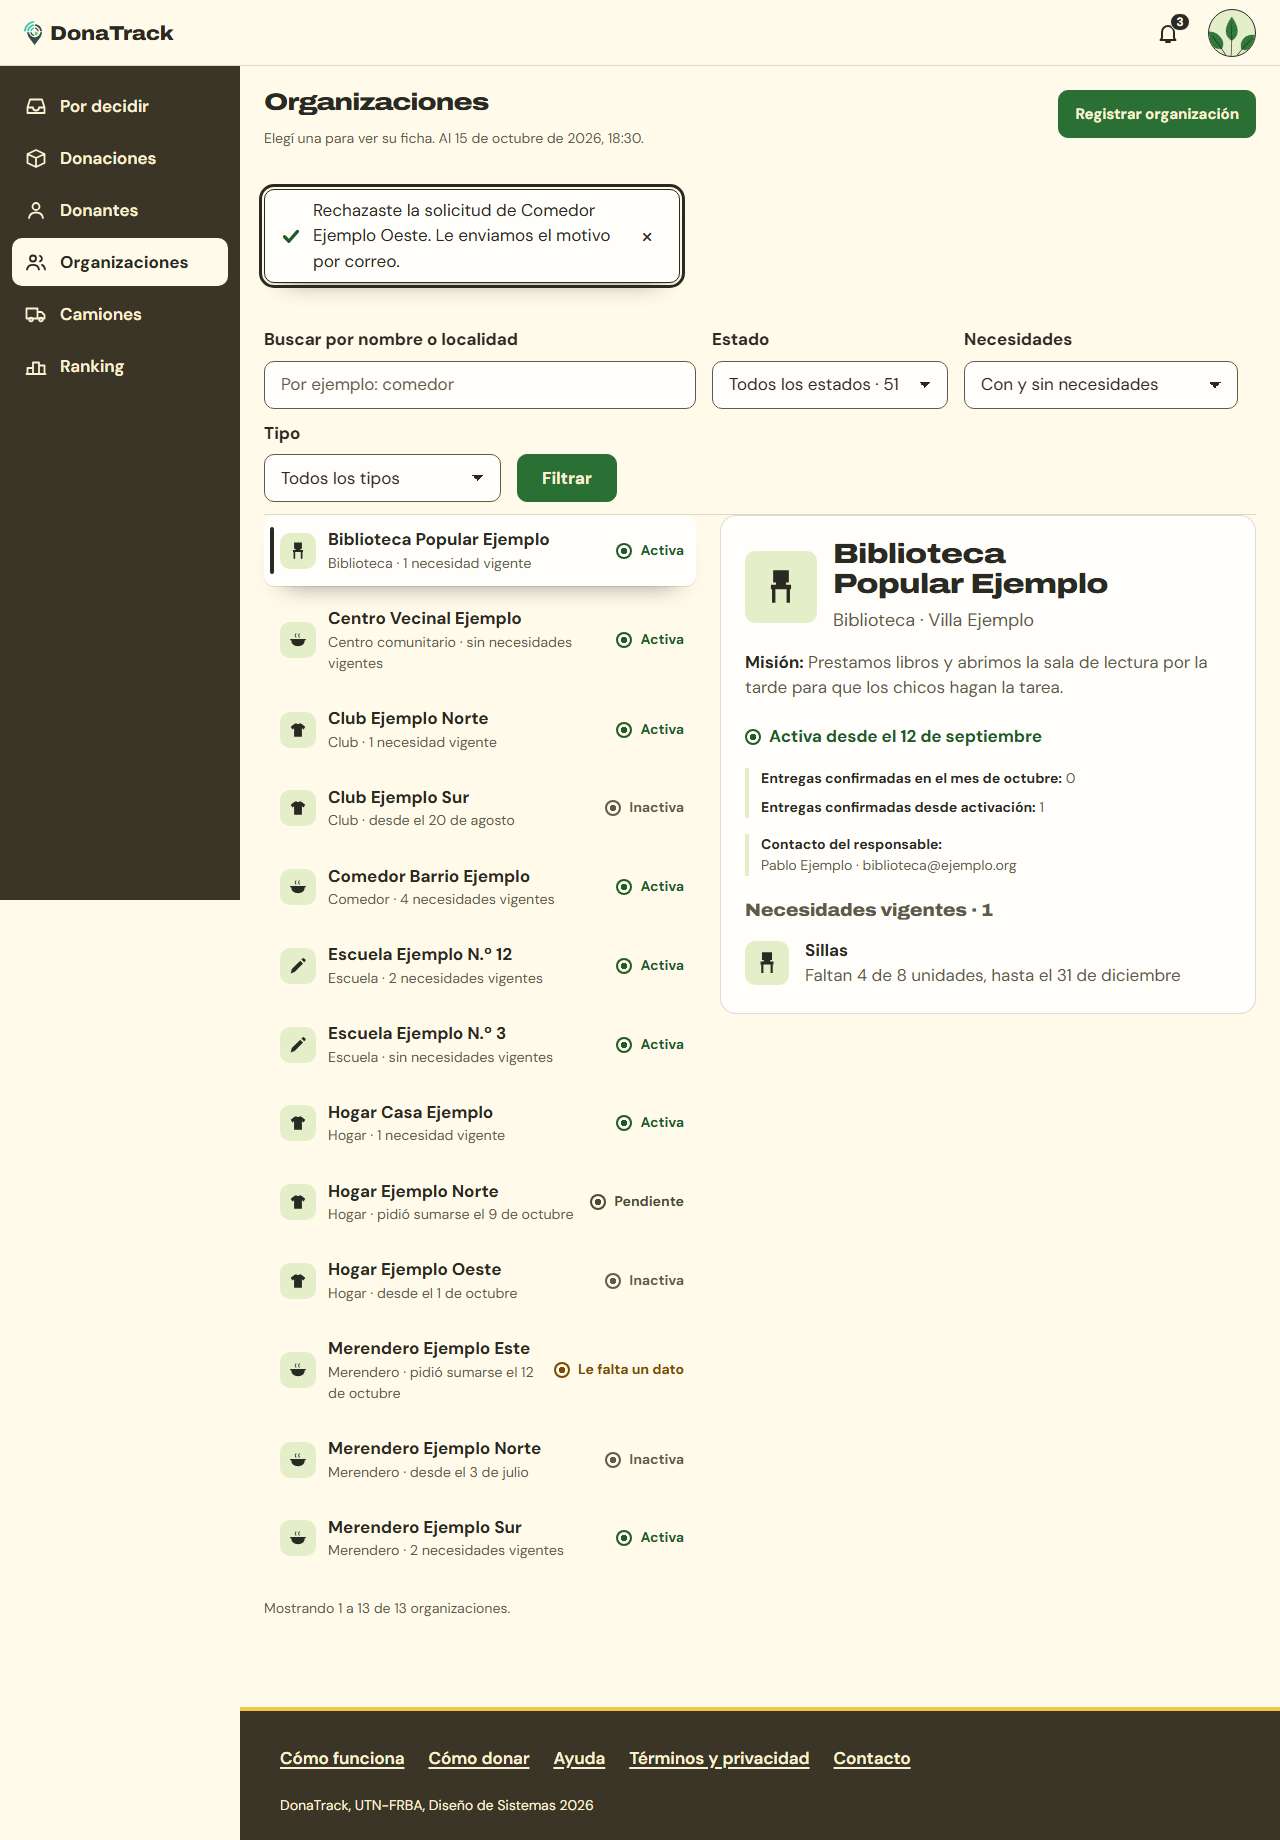 DonaTrack
3
Por decidir
Donaciones
Donantes
Organizaciones
Camiones
Ranking
Organizaciones
Elegí una para ver su ficha. Al 15 de octubre de 2026, 18:30.
Registrar organización
Rechazaste la solicitud de Comedor
Ejemplo Oeste. Le enviamos el motivo
por correo.
Buscar por nombre o localidad
Por ejemplo: comedor
Estado
Todos los estados · 51
Necesidades
Con y sin necesidades
Tipo
Todos los tipos
Filtrar
Biblioteca Popular Ejemplo
Biblioteca · 1 necesidad vigente
Activa
Centro Vecinal Ejemplo
Centro comunitario · sin necesidades
vigentes
Activa
Club Ejemplo Norte
Club · 1 necesidad vigente
Activa
Club Ejemplo Sur
Club · desde el 20 de agosto
Inactiva
Comedor Barrio Ejemplo
Comedor · 4 necesidades vigentes
Activa
Escuela Ejemplo N.º 12
Escuela · 2 necesidades vigentes
Activa
Escuela Ejemplo N.º 3
Escuela · sin necesidades vigentes
Activa
Hogar Casa Ejemplo
Hogar · 1 necesidad vigente
Activa
Hogar Ejemplo Norte
Hogar · pidió sumarse el 9 de octubre
Pendiente
Hogar Ejemplo Oeste
Hogar · desde el 1 de octubre
Inactiva
Merendero Ejemplo Este
Merendero · pidió sumarse el 12
de octubre
Le falta un dato
Merendero Ejemplo Norte
Merendero · desde el 3 de julio
Inactiva
Merendero Ejemplo Sur
Merendero · 2 necesidades vigentes
Activa
Mostrando 1 a 13 de 13 organizaciones.
Biblioteca
Popular Ejemplo
Biblioteca · Villa Ejemplo
Misión: Prestamos libros y abrimos la sala de lectura por la
tarde para que los chicos hagan la tarea.
Activa desde el 12 de septiembre
Entregas confirmadas en el mes de octubre: 0
Entregas confirmadas desde activación: 1
Contacto del responsable:
Pablo Ejemplo · biblioteca@ejemplo.org
Necesidades vigentes · 1
Sillas
Faltan 4 de 8 unidades, hasta el 31 de diciembre
Cómo funciona
Cómo donar
Ayuda
Términos y privacidad
Contacto
DonaTrack, UTN-FRBA, Diseño de Sistemas 2026